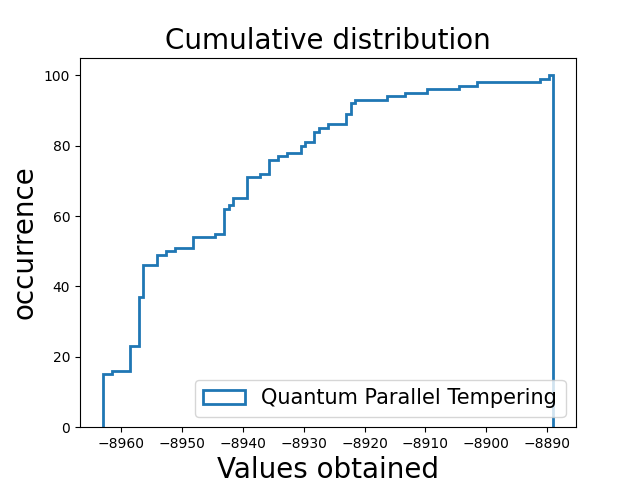 Cumulative distribution
100
80
60
40
20
0
occurrence
Quantum Parallel Tempering
−8960 −8950 −8940 −8930 −8920 −8910 −8900 −8890
Values obtained